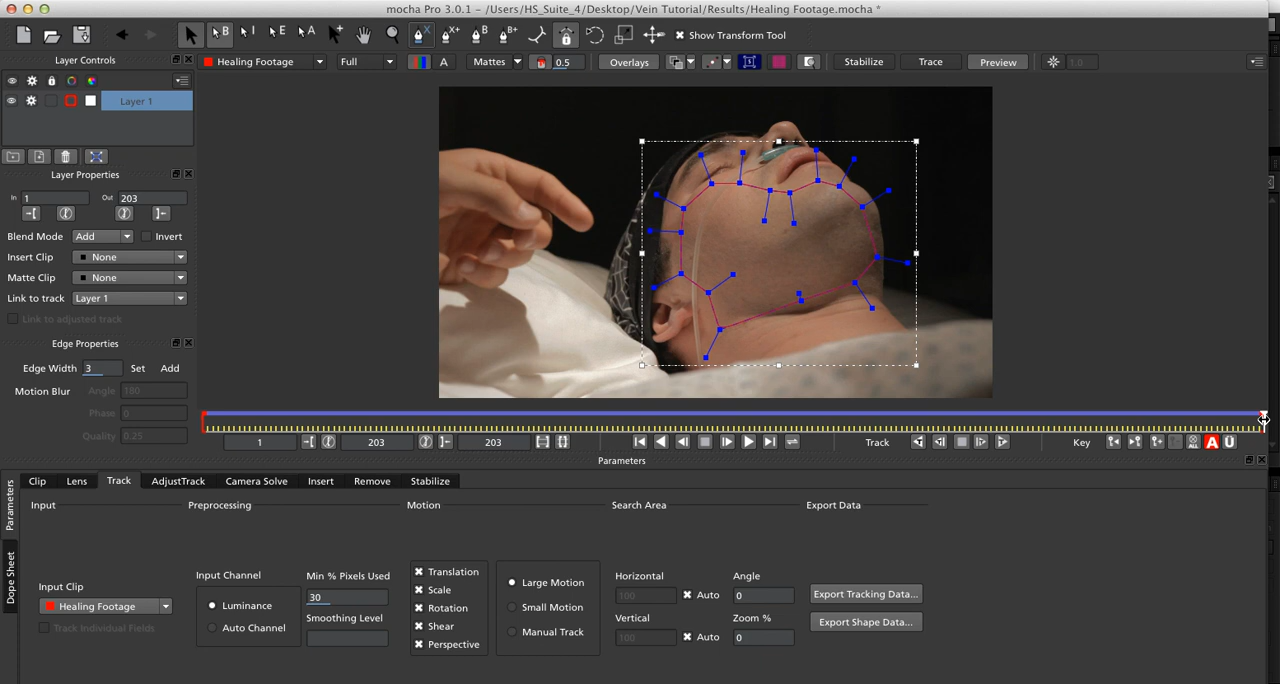 mocha Pro 3.0.1 - /Users/HS_Suite_4/Desktop/Vein Tutorial/Results/Healing Footage.mocha *
Show Transform Tool
Layer Controls
Healing Footage Full A Mattes 0.5 Overlays Stabilize Trace Preview 1.0
Layer 1
Layer Properties
In 1 Out 203
Blend Mode Add Invert
Insert Clip None
Matte Clip None
Link to track Layer 1
Link to adjusted track
Edge Properties
Edge Width 3 Set Add
Motion Blur Angle 180
Phase 0
Quality 0.25
1 203 203 Track Key ALL A Ü
Parameters
Parameters
Dope Sheet
Clip Lens Track AdjustTrack Camera Solve Insert Remove Stabilize
Input Preprocessing Motion Search Area Export Data
Input Clip
Healing Footage
Track Individual Fields
Input Channel
Luminance
Auto Channel
Min % Pixels Used
30
Smoothing Level
Translation
Scale
Rotation
Shear
Perspective
Large Motion
Small Motion
Manual Track
Horizontal Angle
100 Auto 0
Vertical Zoom %
100 Auto 0
Export Tracking Data...
Export Shape Data...